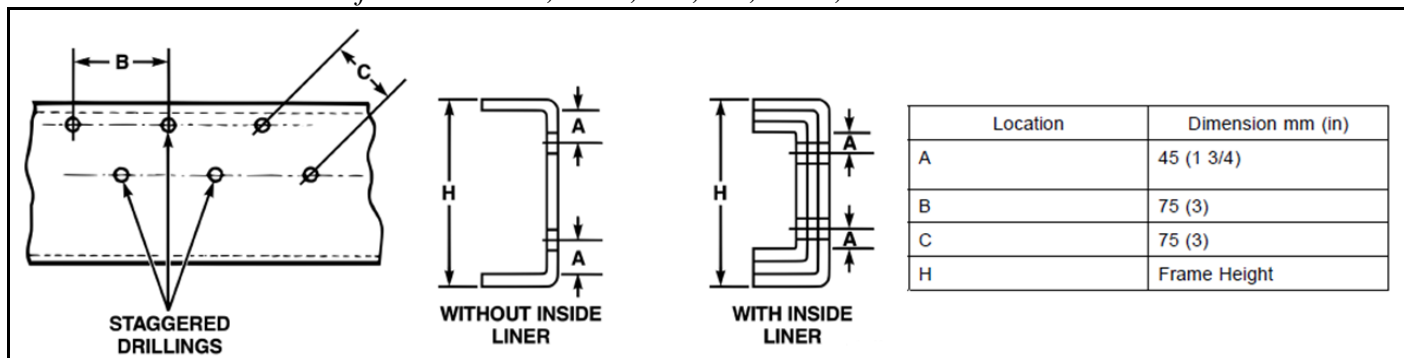 B
C
STAGGERED
DRILLINGS
H
A
A
WITHOUT INSIDE
LINER
H
A
A
WITH INSIDE
LINER
Location Dimension mm (in)
A 45 (1 3/4)
B 75 (3)
C 75 (3)
H Frame Height